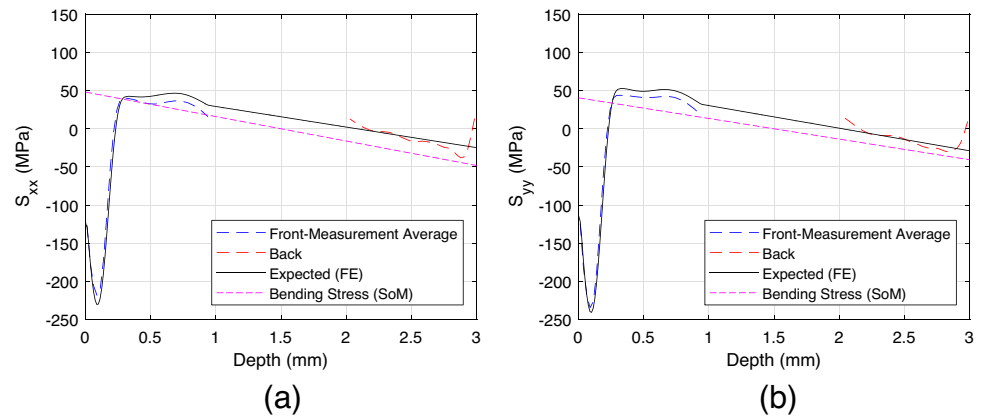 150
100
50
0
-50
-100
-150
-200
-250
S_xx (MPa)
0 0.5 1 1.5 2 2.5 3
Depth (mm)
Front-Measurement Average
Back
Expected (FE)
Bending Stress (SoM)
(a)
150
100
50
0
-50
-100
-150
-200
-250
S_yy (MPa)
0 0.5 1 1.5 2 2.5 3
Depth (mm)
Front-Measurement Average
Back
Expected (FE)
Bending Stress (SoM)
(b)